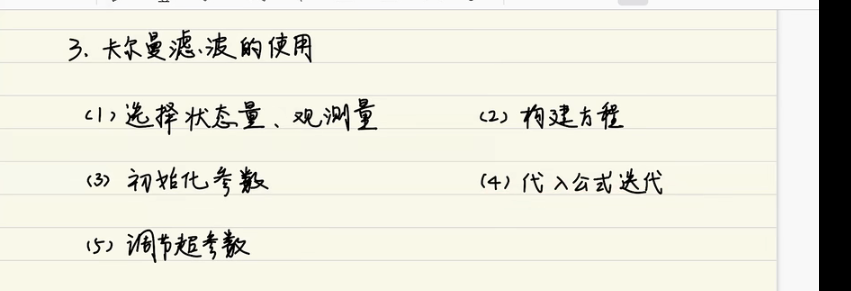 3. 卡尔曼滤波的使用
(1) 选择状态量、观测量 (2) 构建方程
(3) 初始化参数 (4) 代入公式迭代
(5) 调节超参数